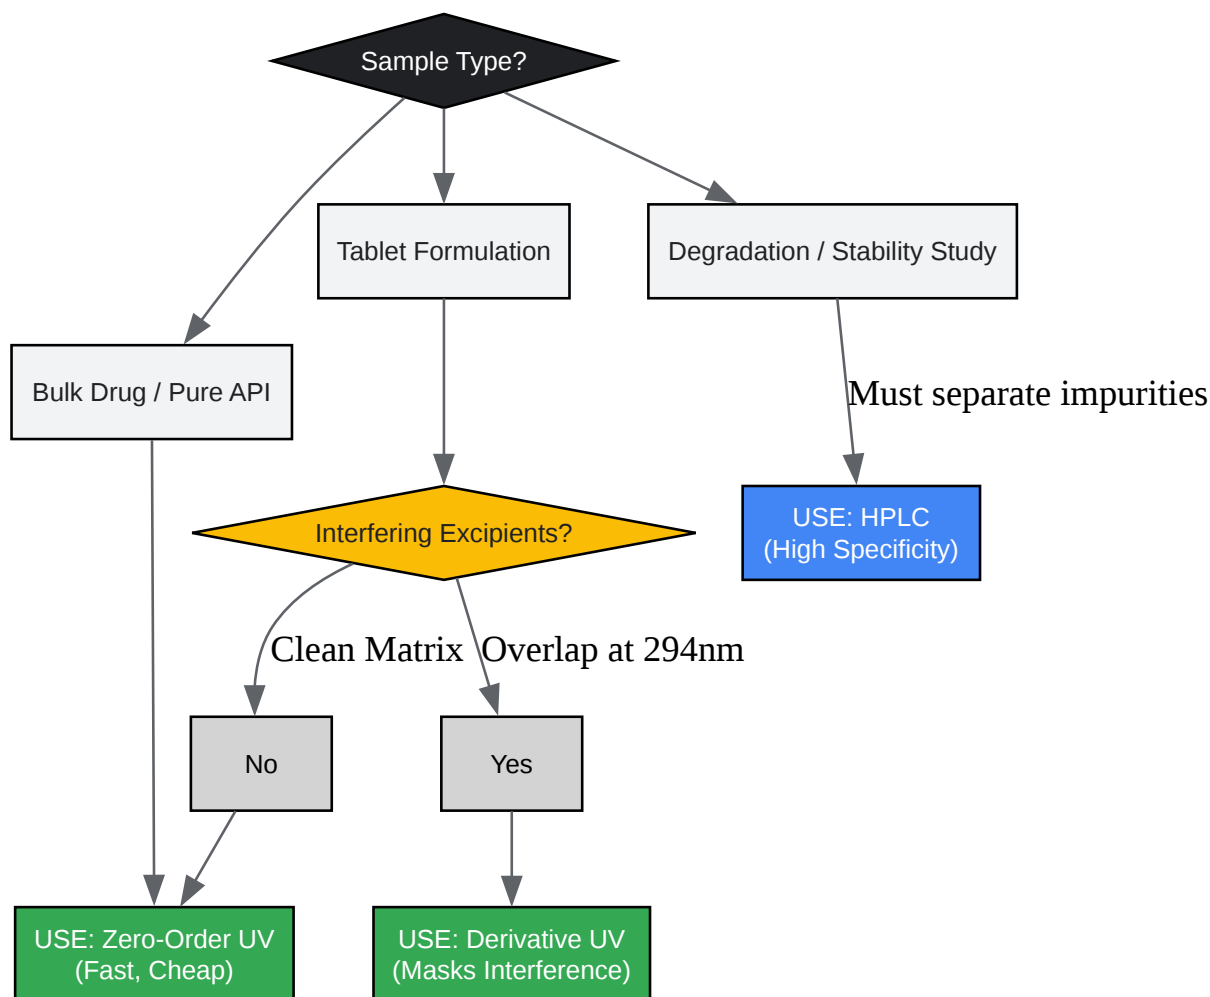 Sample Type?
Tablet Formulation
Degradation / Stability Study
Bulk Drug / Pure API
Must separate impurities
Interfering Excipients?
USE: HPLC
(High Specificity)
Clean Matrix
Overlap at 294nm
No
Yes
USE: Zero-Order UV
(Fast, Cheap)
USE: Derivative UV
(Masks Interference)